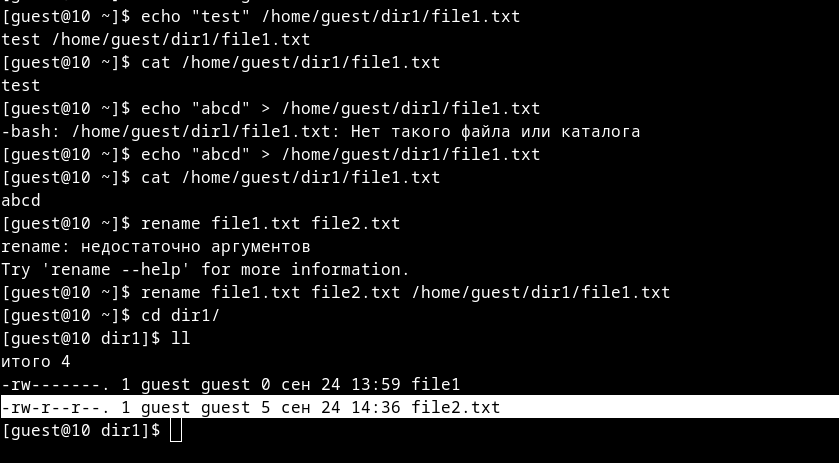 [guest@10 ~]$ echo "test" /home/guest/dir1/file1.txt
test /home/guest/dir1/file1.txt
[guest@10 ~]$ cat /home/guest/dir1/file1.txt
test
[guest@10 ~]$ echo "abcd" > /home/guest/dirl/file1.txt
-bash: /home/guest/dirl/file1.txt: Нет такого файла или каталога
[guest@10 ~]$ echo "abcd" > /home/guest/dir1/file1.txt
[guest@10 ~]$ cat /home/guest/dir1/file1.txt
abcd
[guest@10 ~]$ rename file1.txt file2.txt
rename: недостаточно аргументов
Try 'rename --help' for more information.
[guest@10 ~]$ rename file1.txt file2.txt /home/guest/dir1/file1.txt
[guest@10 ~]$ cd dir1/
[guest@10 dir1]$ ll
итого 4
-rw-------. 1 guest guest 0 сен 24 13:59 file1
-rw-r--r--. 1 guest guest 5 сен 24 14:36 file2.txt
[guest@10 dir1]$